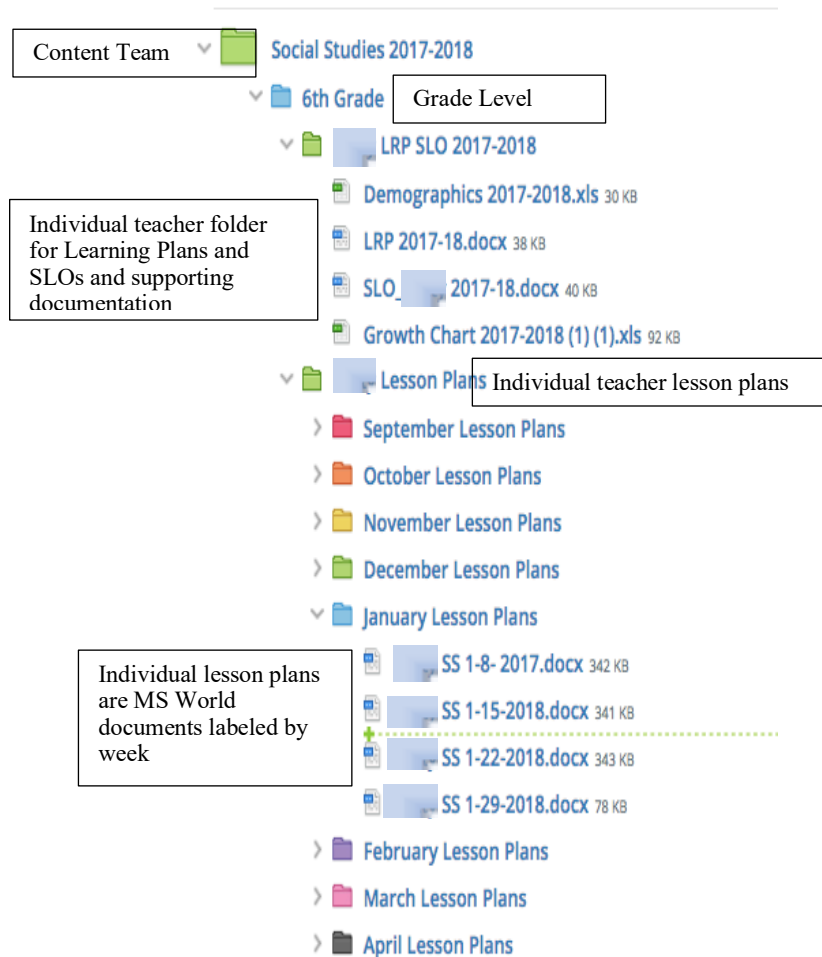 Content Team
Social Studies 2017-2018
6th Grade
Grade Level
LRP SLO 2017-2018
Demographics 2017-2018.xls 30 KB
Individual teacher folder
for Learning Plans and
SLOs and supporting
documentation
LRP 2017-18.docx 38 KB
SLO_ 2017-18.docx 40 KB
Growth Chart 2017-2018 (1) (1).xls 92 KB
Lesson Plans
Individual teacher lesson plans
September Lesson Plans
October Lesson Plans
November Lesson Plans
December Lesson Plans
January Lesson Plans
Individual lesson plans
are MS World
documents labeled by
week
SS 1-8- 2017.docx 342 KB
SS 1-15-2018.docx 341 KB
SS 1-22-2018.docx 343 KB
SS 1-29-2018.docx 78 KB
February Lesson Plans
March Lesson Plans
April Lesson Plans